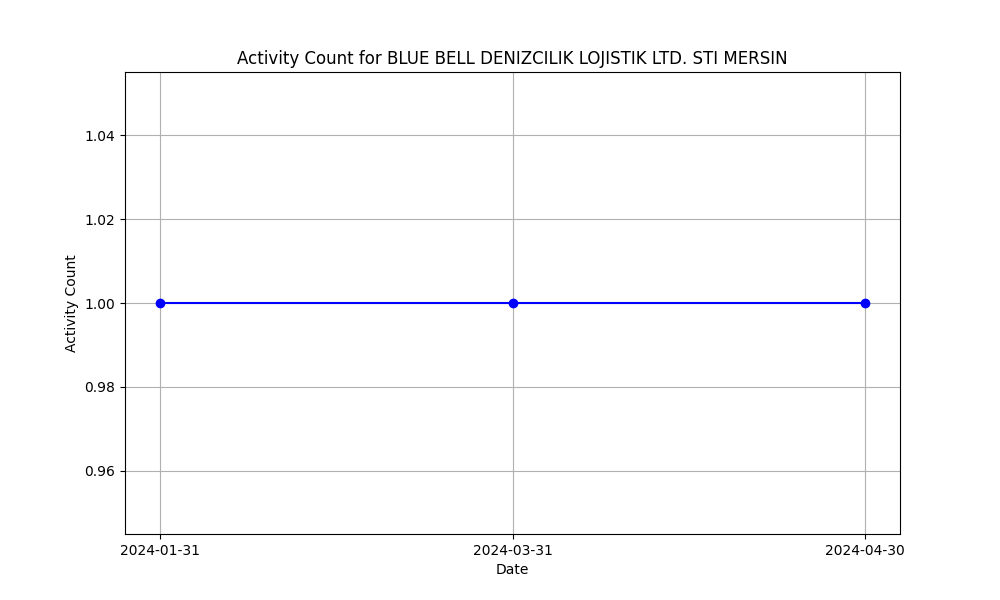 Activity Count for BLUE BELL DENIZCILIK LOJISTIK LTD. STI MERSIN
1.04
1.02
1.00
0.98
0.96
Activity Count
2024-01-31 2024-03-31 2024-04-30
Date